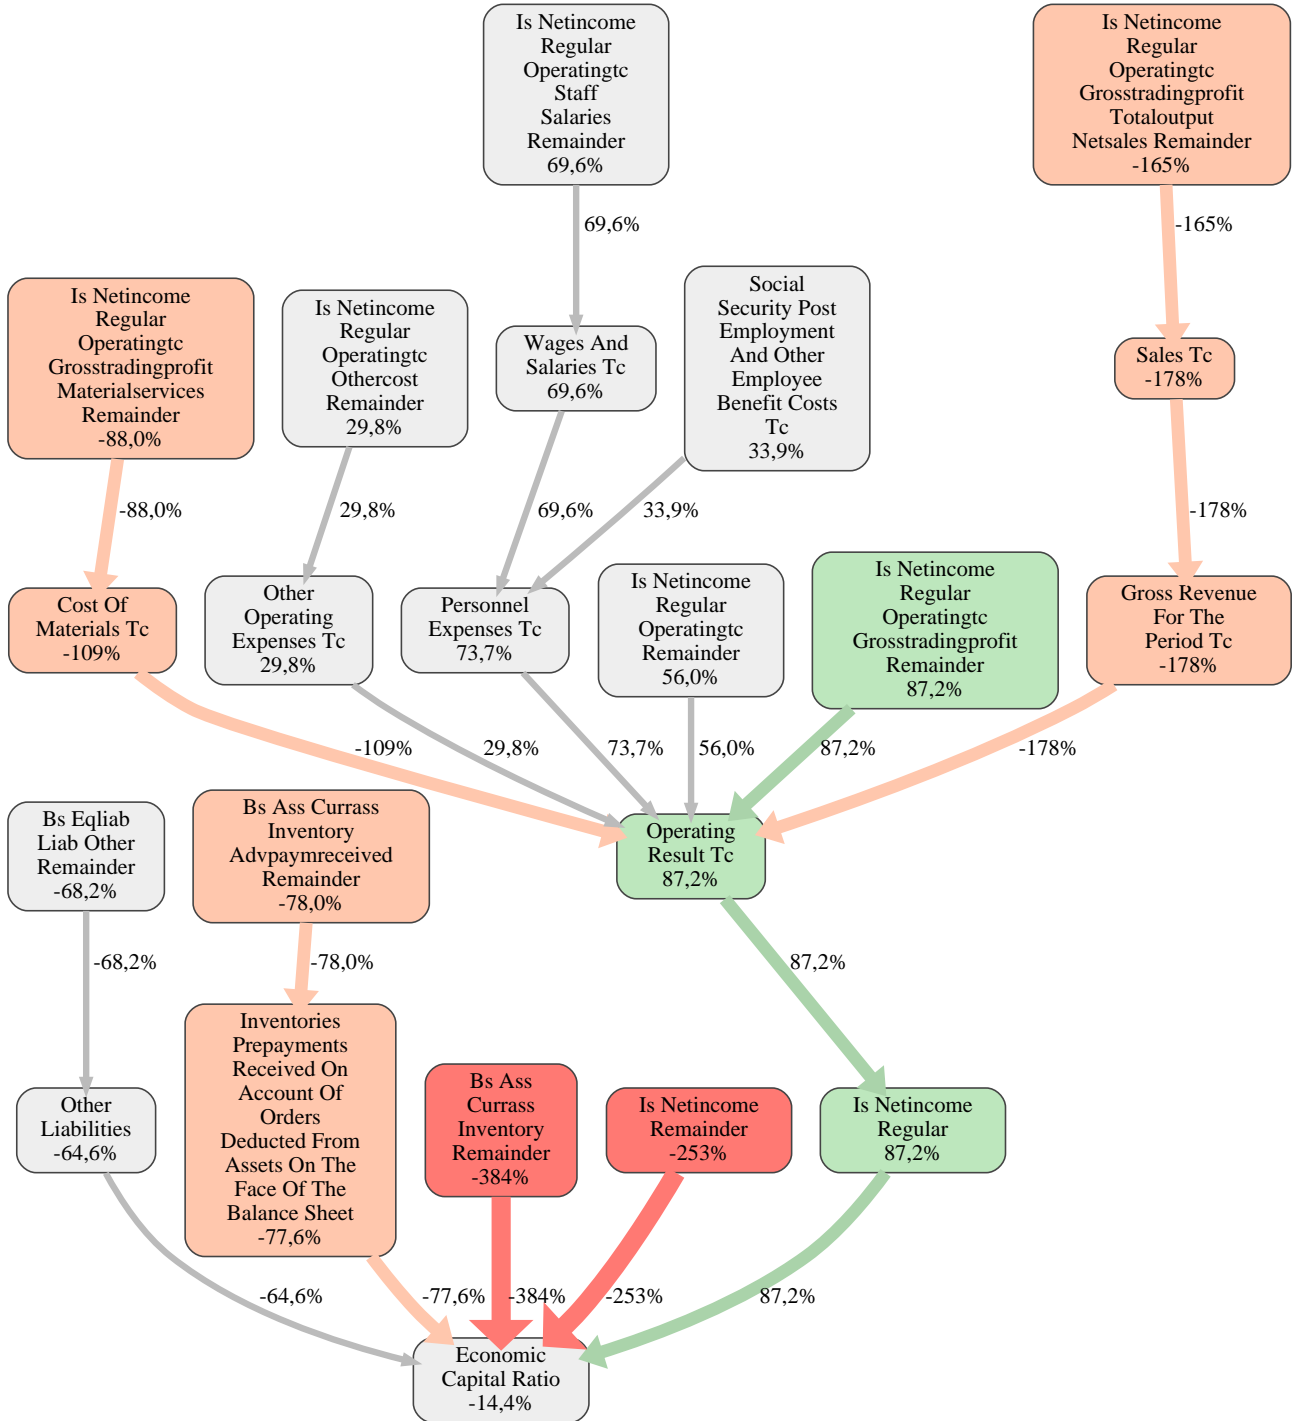 Is Netincome
Regular
Operatingtc
Staff
Salaries
Remainder
69,6%
Is Netincome
Regular
Operatingtc
Grosstradingprofit
Totaloutput
Netsales Remainder
-165%
69,6%
-165%
Is Netincome
Regular
Operatingtc
Grosstradingprofit
Materialservices
Remainder
-88,0%
Is Netincome
Regular
Operatingtc
Othercost
Remainder
29,8%
Wages And
Salaries Tc
69,6%
Social
Security Post
Employment
And Other
Employee
Benefit Costs
Tc
33,9%
Sales Tc
-178%
-88,0%
29,8%
69,6%
33,9%
-178%
Cost Of
Materials Tc
-109%
Other
Operating
Expenses Tc
29,8%
Personnel
Expenses Tc
73,7%
Is Netincome
Regular
Operatingtc
Remainder
56,0%
Is Netincome
Regular
Operatingtc
Grosstradingprofit
Remainder
87,2%
Gross Revenue
For The
Period Tc
-178%
-109%
29,8%
73,7%
56,0%
87,2%
-178%
Bs Eqliab
Liab Other
Remainder
-68,2%
Bs Ass Currass
Inventory
Advpaymreceived
Remainder
-78,0%
Operating
Result Tc
87,2%
-68,2%
-78,0%
87,2%
Other
Liabilities
-64,6%
Inventories
Prepayments
Received On
Account Of
Orders
Deducted From
Assets On The
Face Of The
Balance Sheet
-77,6%
Bs Ass
Currass
Inventory
Remainder
-384%
Is Netincome
Remainder
-253%
Is Netincome
Regular
87,2%
-64,6%
-77,6%
-384%
-253%
87,2%
Economic
Capital Ratio
-14,4%